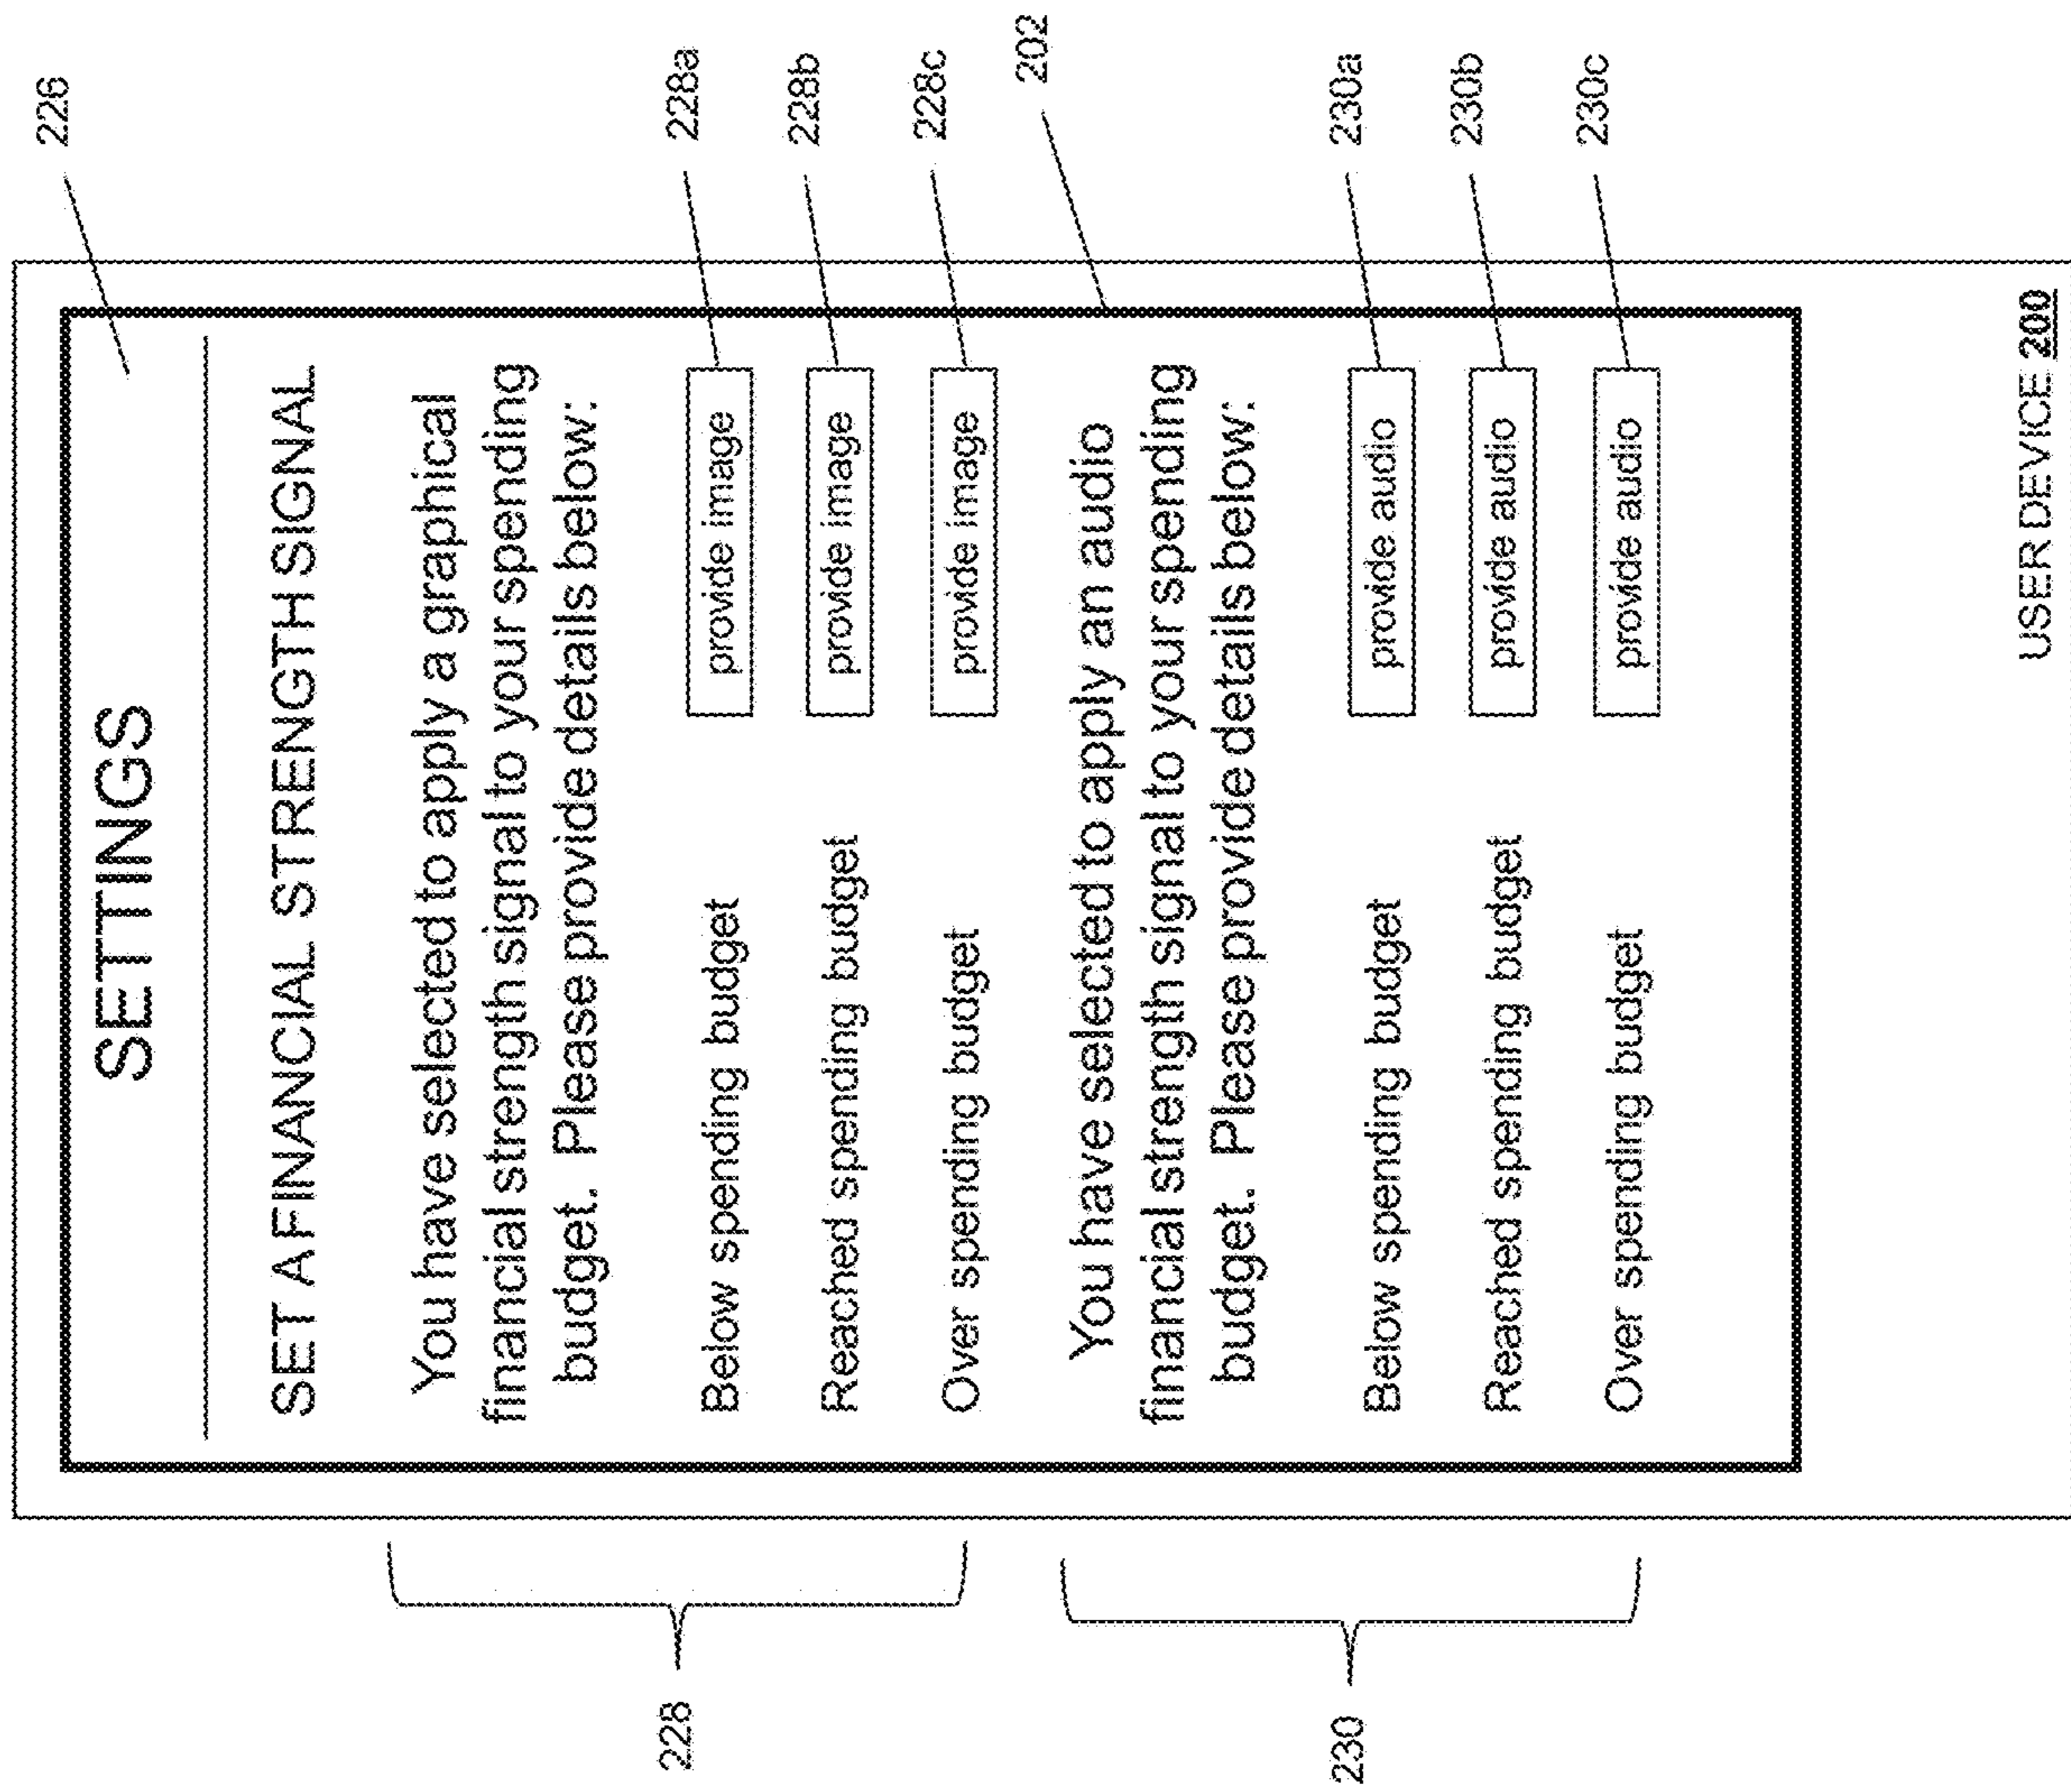 226
SETTINGS
SET A FINANCIAL STRENGTH SIGNAL
You have selected to apply a graphical
financial strength signal to your spending
budget. Please provide details below:
228
Below spending budget provide image 228a
Reached spending budget provide image 228b
Over spending budget provide image 228c
202
You have selected to apply an audio
financial strength signal to your spending
budget. Please provide details below:
230
Below spending budget provide audio 230a
Reached spending budget provide audio 230b
Over spending budget provide audio 230c
USER DEVICE 200